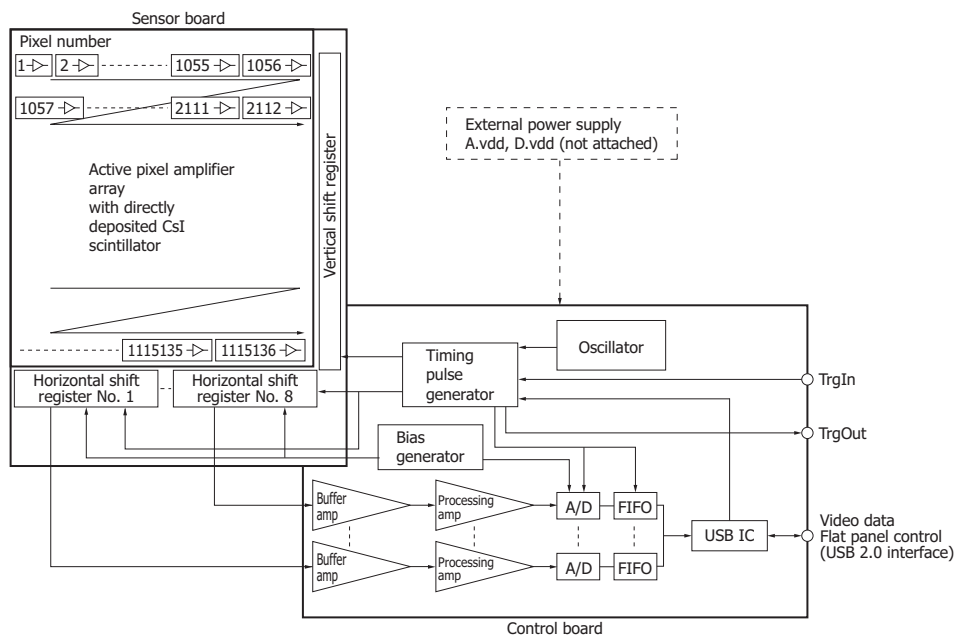 Sensor board
Pixel number
1 2 1055 1056
1057 2111 2112
Active pixel amplifier
array
with directly
deposited CsI
scintillator
Vertical shift register
1115135 1115136
Horizontal shift
register No. 1
Horizontal shift
register No. 8
External power supply
A.vdd, D.vdd (not attached)
Timing
pulse
generator
Oscillator
TrgIn
TrgOut
Bias
generator
Buffer
amp
Processing
amp
A/D
FIFO
Buffer
amp
Processing
amp
A/D
FIFO
USB IC
Video data
Flat panel control
(USB 2.0 interface)
Control board